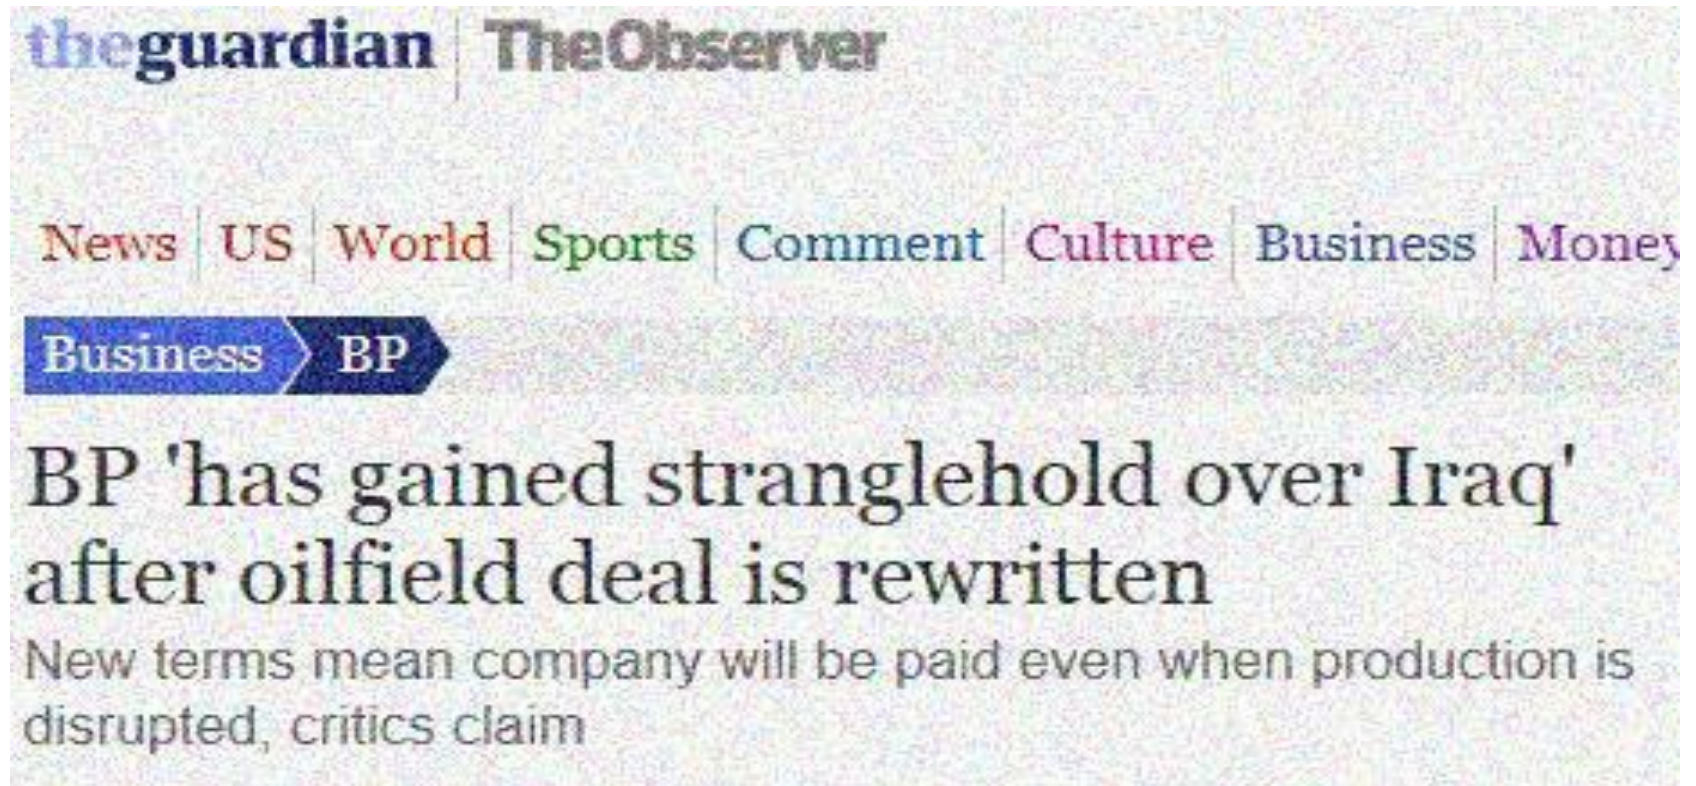 theguardian TheObserver
News US World Sports Comment Culture Business Money
Business BP
BP 'has gained stranglehold over Iraq'
after oilfield deal is rewritten
New terms mean company will be paid even when production is
disrupted, critics claim